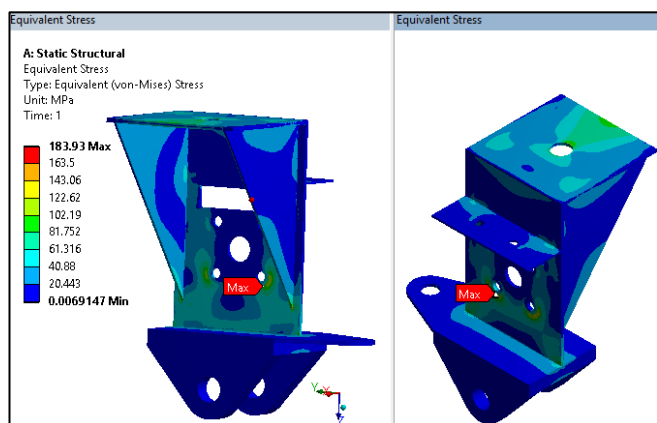 Equivalent Stress
Equivalent Stress
A: Static Structural
Equivalent Stress
Type: Equivalent (von-Mises) Stress
Unit: MPa
Time: 1
183.93 Max
163.5
143.06
122.62
102.19
81.752
61.316
40.88
20.443
0.0069147 Min
Max
Max
Y
X
Z